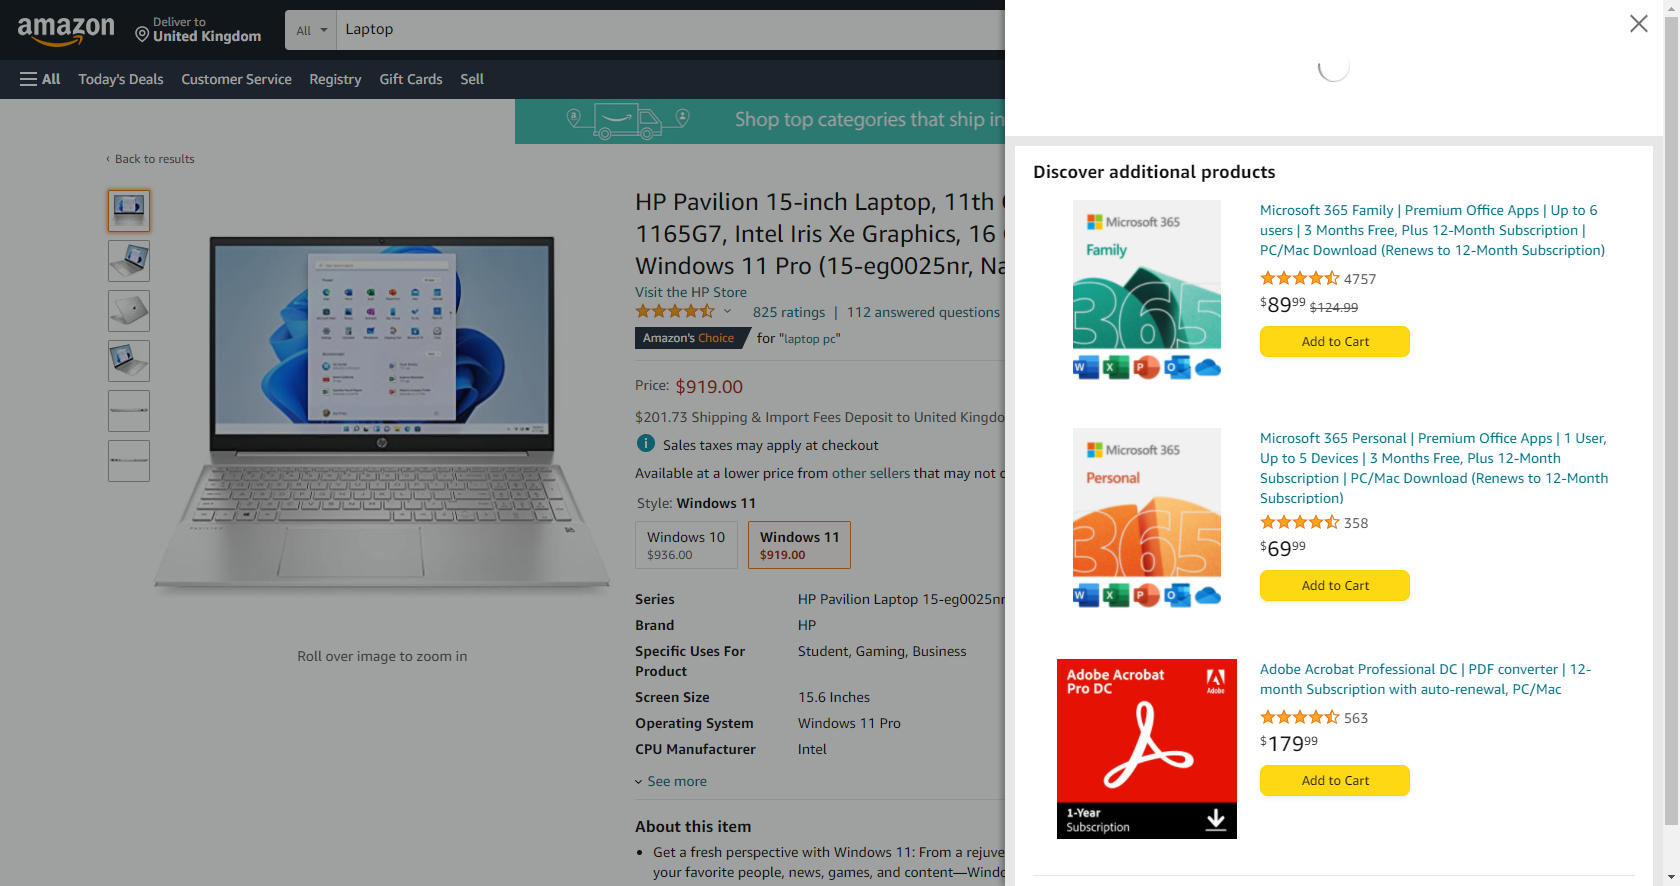 amazon
Deliver to
United Kingdom
All
Laptop
All
Today's Deals
Customer Service
Registry
Gift Cards
Sell
Shop top categories that ship in
‹ Back to results
HP Pavilion 15-inch Laptop, 11th
1165G7, Intel Iris Xe Graphics, 16
Windows 11 Pro (15-eg0025nr, Na
Visit the HP Store
825 ratings | 112 answered questions
Amazon's Choice for "laptop pc"
Price: $919.00
$201.73 Shipping & Import Fees Deposit to United Kingdo
i Sales taxes may apply at checkout
Available at a lower price from other sellers that may not
Style: Windows 11
Windows 10
$936.00
Windows 11
$919.00
Series HP Pavilion Laptop 15-eg0025nr
Brand HP
Specific Uses For Product Student, Gaming, Business
Screen Size 15.6 Inches
Operating System Windows 11 Pro
CPU Manufacturer Intel
See more
About this item
• Get a fresh perspective with Windows 11: From a rejuve
your favorite people, news, games, and content—Windo
Roll over image to zoom in
Discover additional products
Microsoft 365
Family
365
W X P O
Microsoft 365 Family | Premium Office Apps | Up to 6
users | 3 Months Free, Plus 12-Month Subscription |
PC/Mac Download (Renews to 12-Month Subscription)
4757
$89.99 $124.99
Add to Cart
Microsoft 365
Personal
365
W X P O
Microsoft 365 Personal | Premium Office Apps | 1 User,
Up to 5 Devices | 3 Months Free, Plus 12-Month
Subscription | PC/Mac Download (Renews to 12-Month
Subscription)
358
$69.99
Add to Cart
Adobe Acrobat
Pro DC
Adobe
1-Year
Subscription
Adobe Acrobat Professional DC | PDF converter | 12-
month Subscription with auto-renewal, PC/Mac
563
$179.99
Add to Cart